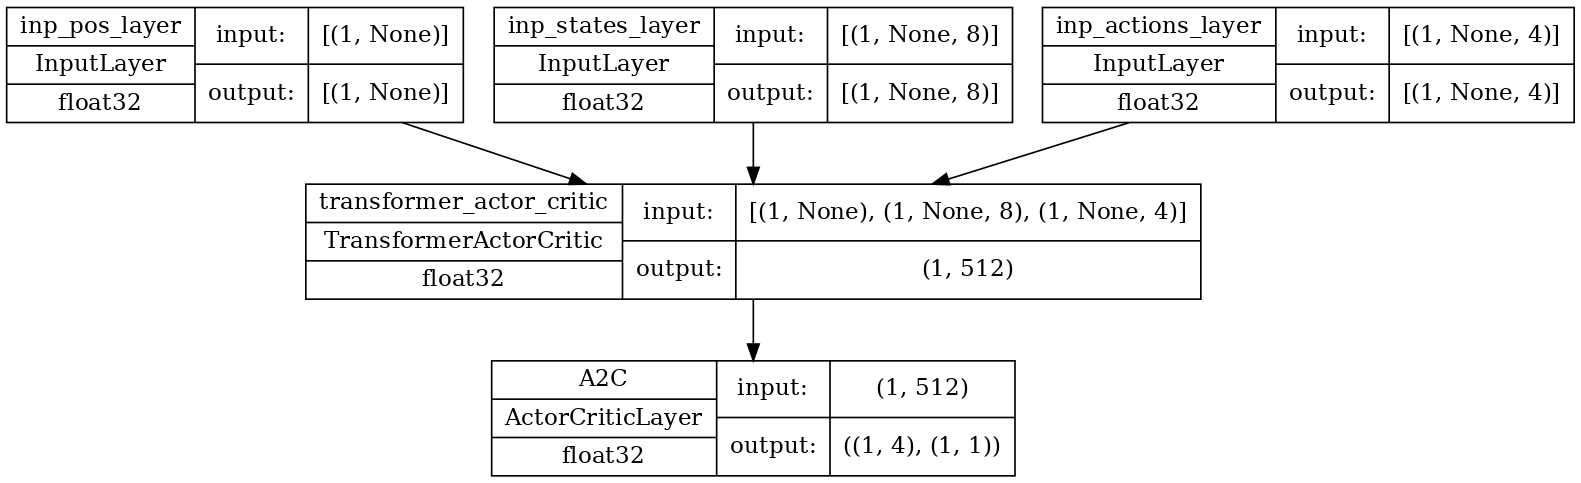 inp_pos_layer
InputLayer
float32
input:
[(1, None)]
output:
[(1, None)]
inp_states_layer
InputLayer
float32
input:
[(1, None, 8)]
output:
[(1, None, 8)]
inp_actions_layer
InputLayer
float32
input:
[(1, None, 4)]
output:
[(1, None, 4)]
transformer_actor_critic
TransformerActorCritic
float32
input:
[(1, None), (1, None, 8), (1, None, 4)]
output:
(1, 512)
A2C
ActorCriticLayer
float32
input:
(1, 512)
output:
((1, 4), (1, 1))